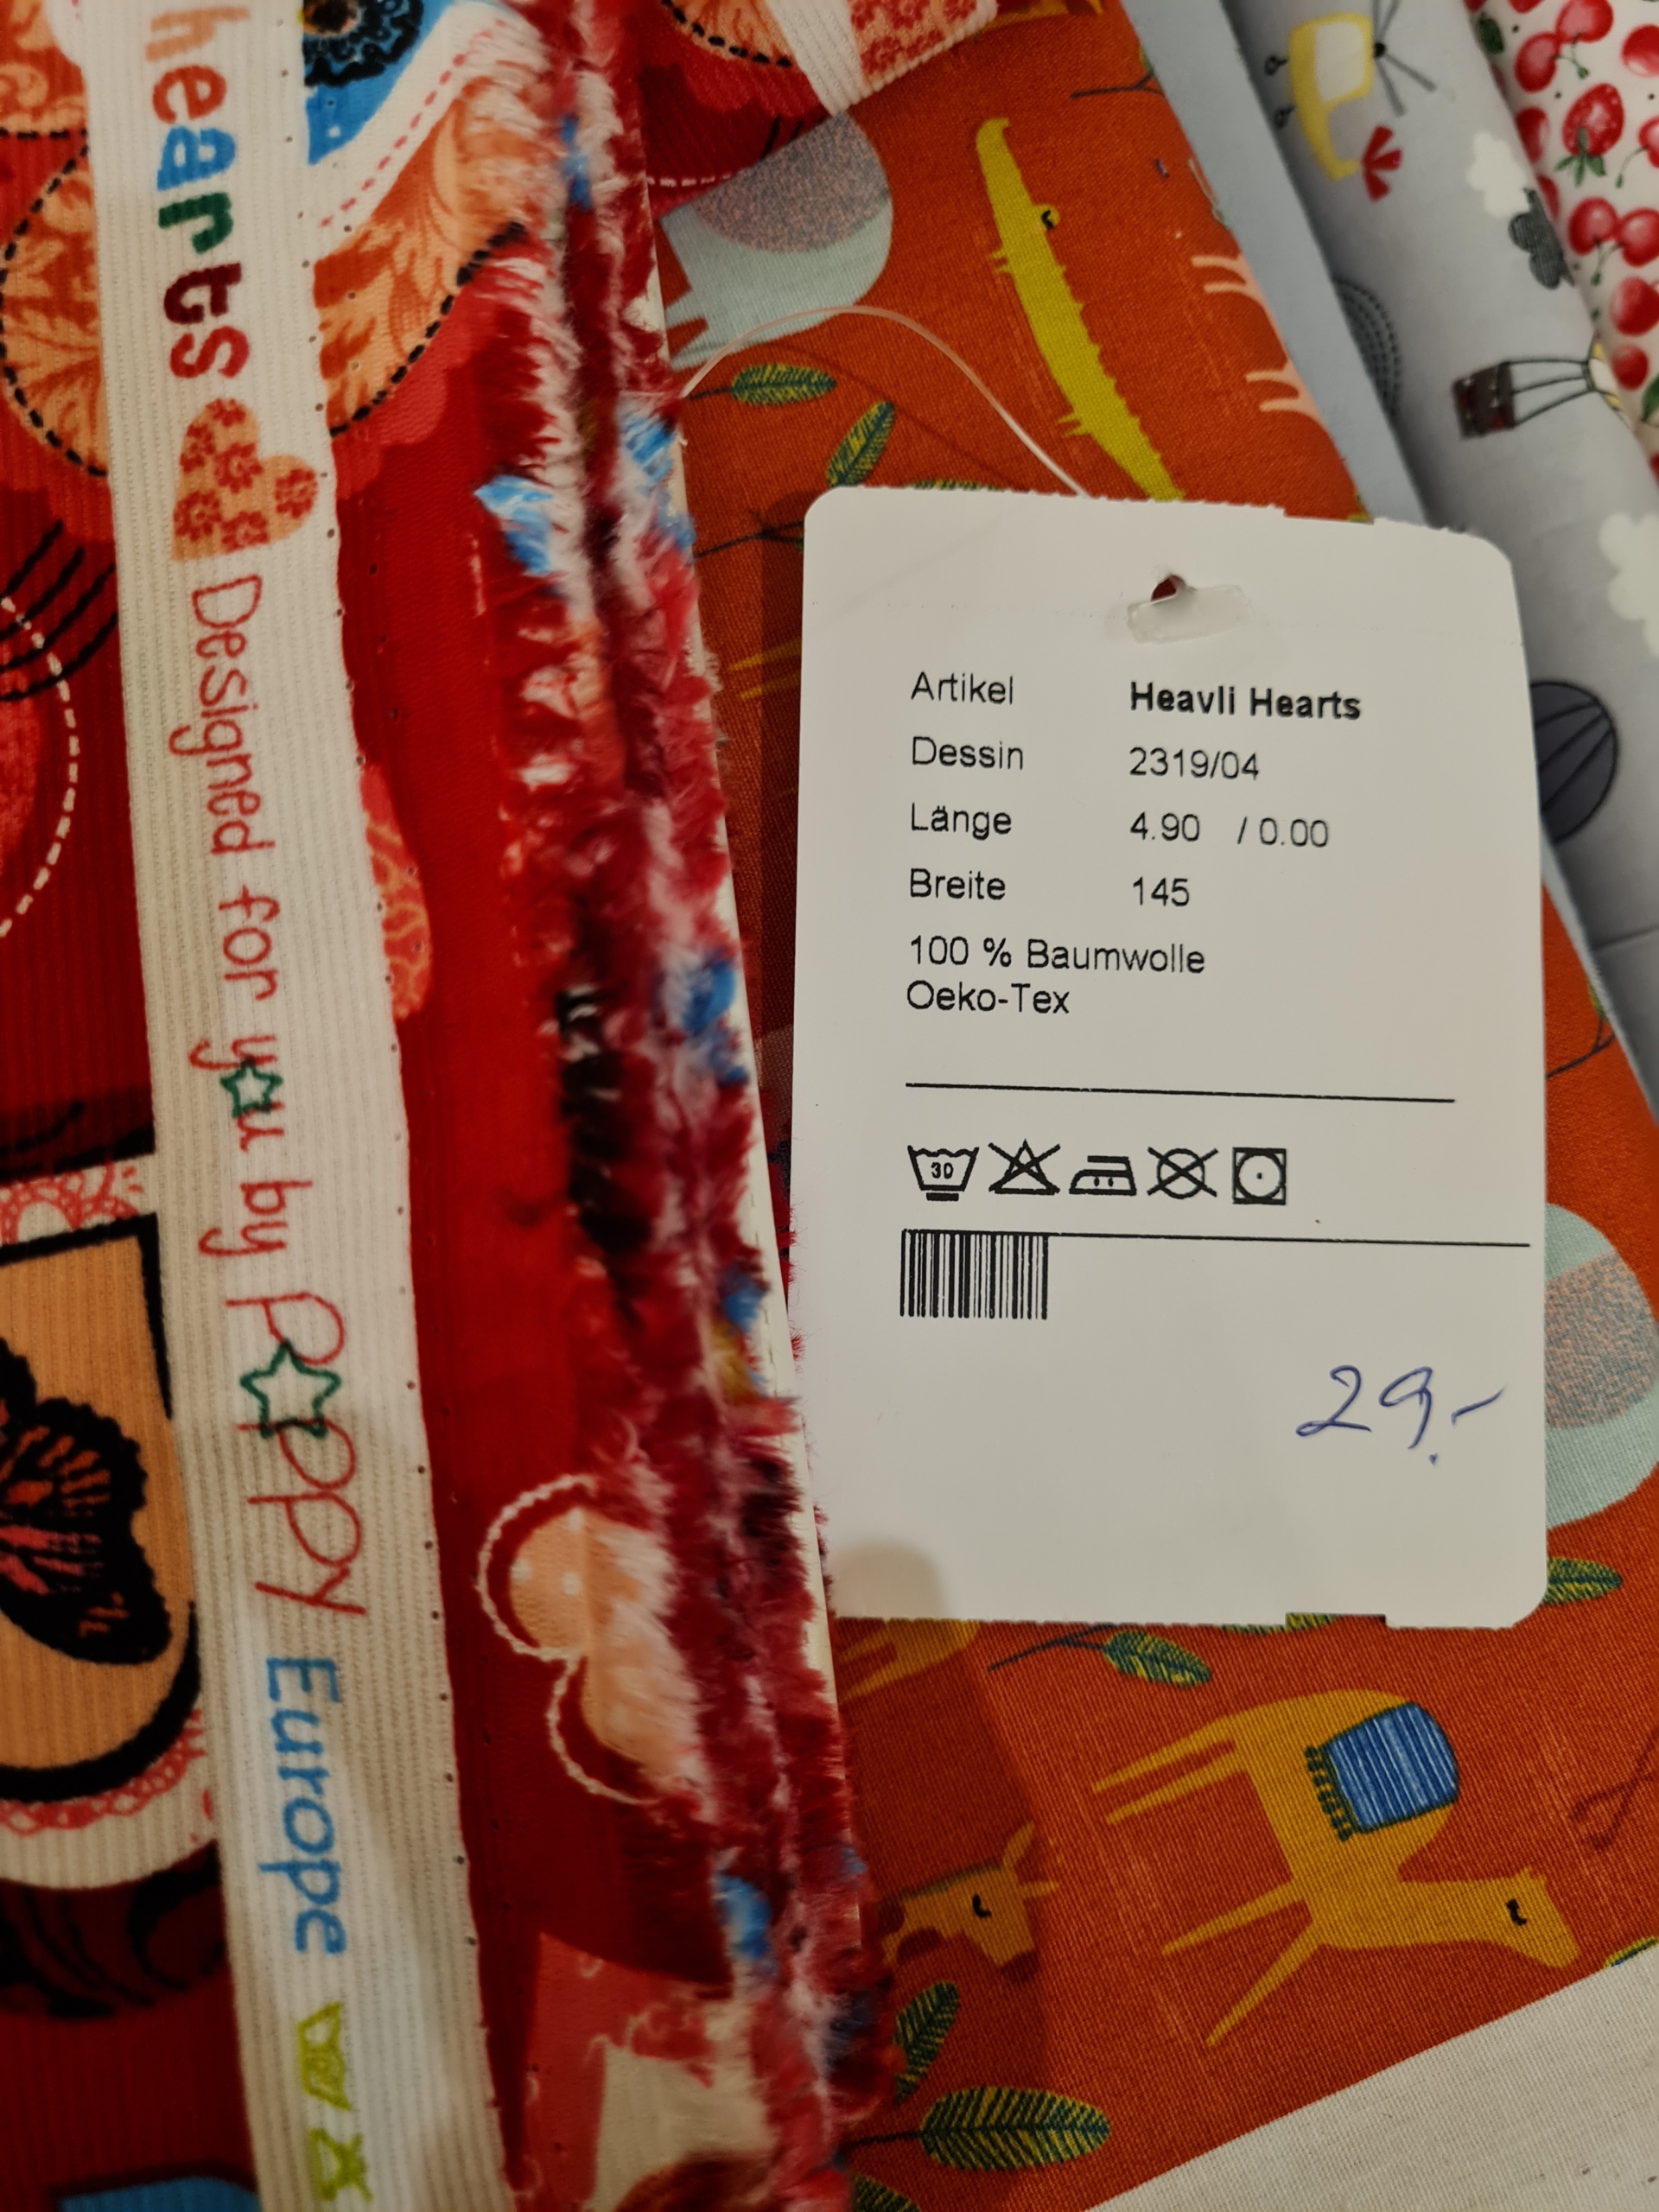 hearts
Designed for you by Poppy Europe
Artikel Heavli Hearts
Dessin 2319/04
Länge 4.90 / 0.00
Breite 145
100 % Baumwolle
Oeko-Tex
30
29.-